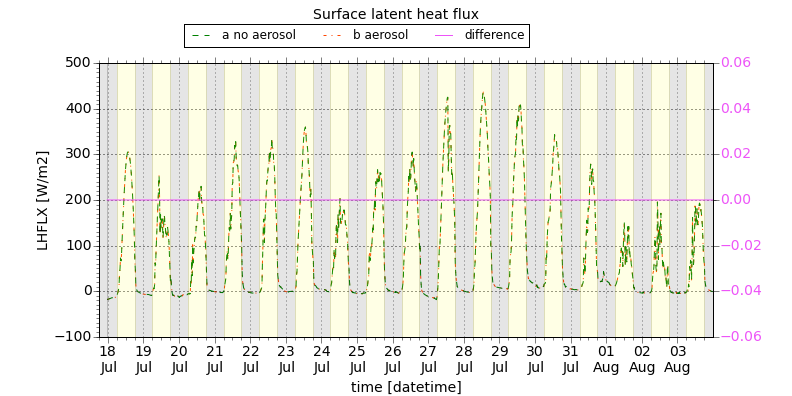 Surface latent heat flux
a no aerosol b aerosol difference
500
400
300
200
100
0
−100
LHFLX [W/m2]
0.06
0.04
0.02
0.00
−0.02
−0.04
−0.06
18 19 20 21 22 23 24 25 26 27 28 29 30 31 01 02 03
Jul Jul Jul Jul Jul Jul Jul Jul Jul Jul Jul Jul Jul Jul Aug Aug Aug
time [datetime]